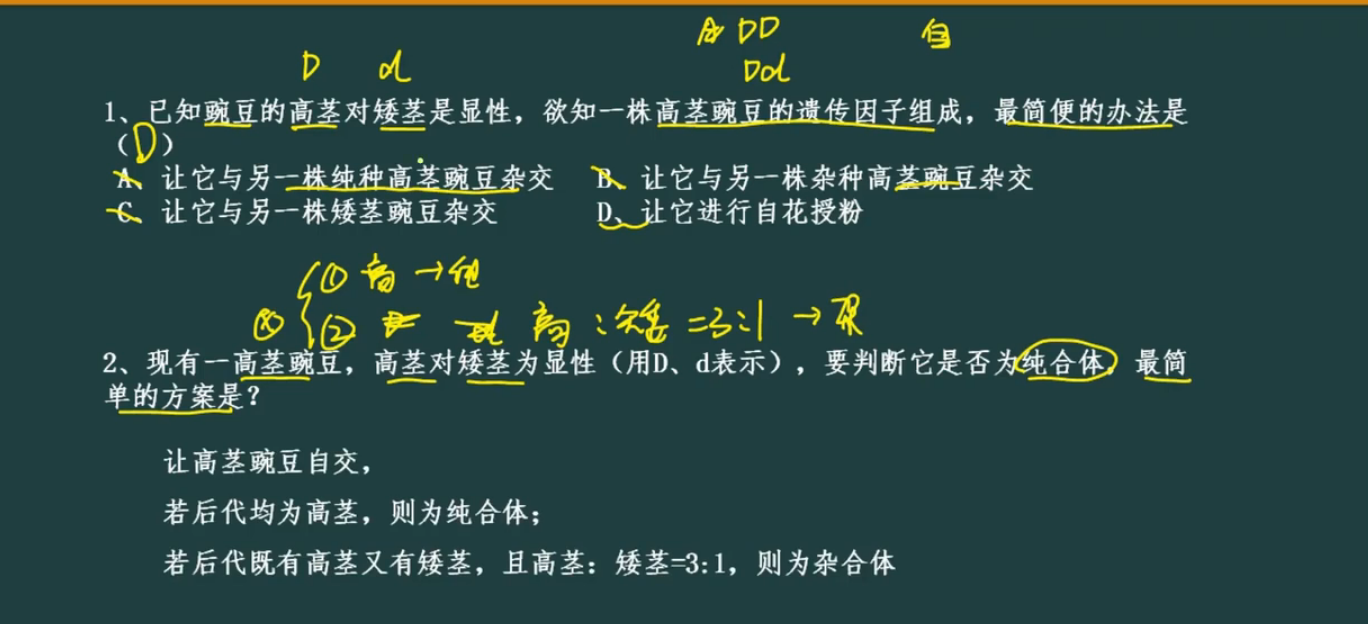 D d
DD
Dd
自
1、已知豌豆的高茎对矮茎是显性，欲知一株高茎豌豆的遗传因子组成，最简便的办法是
（D）
A、让它与另一株纯种高茎豌豆杂交 B、让它与另一株杂种高茎豌豆杂交
C、让它与另一株矮茎豌豆杂交 D、让它进行自花授粉
① 高 →纯
⊗ ② 高:矮=3:1 →杂
2、现有一高茎豌豆，高茎对矮茎为显性（用D、d表示），要判断它是否为纯合体，最简
单的方案是？
让高茎豌豆自交，
若后代均为高茎，则为纯合体；
若后代既有高茎又有矮茎，且高茎：矮茎=3:1，则为杂合体